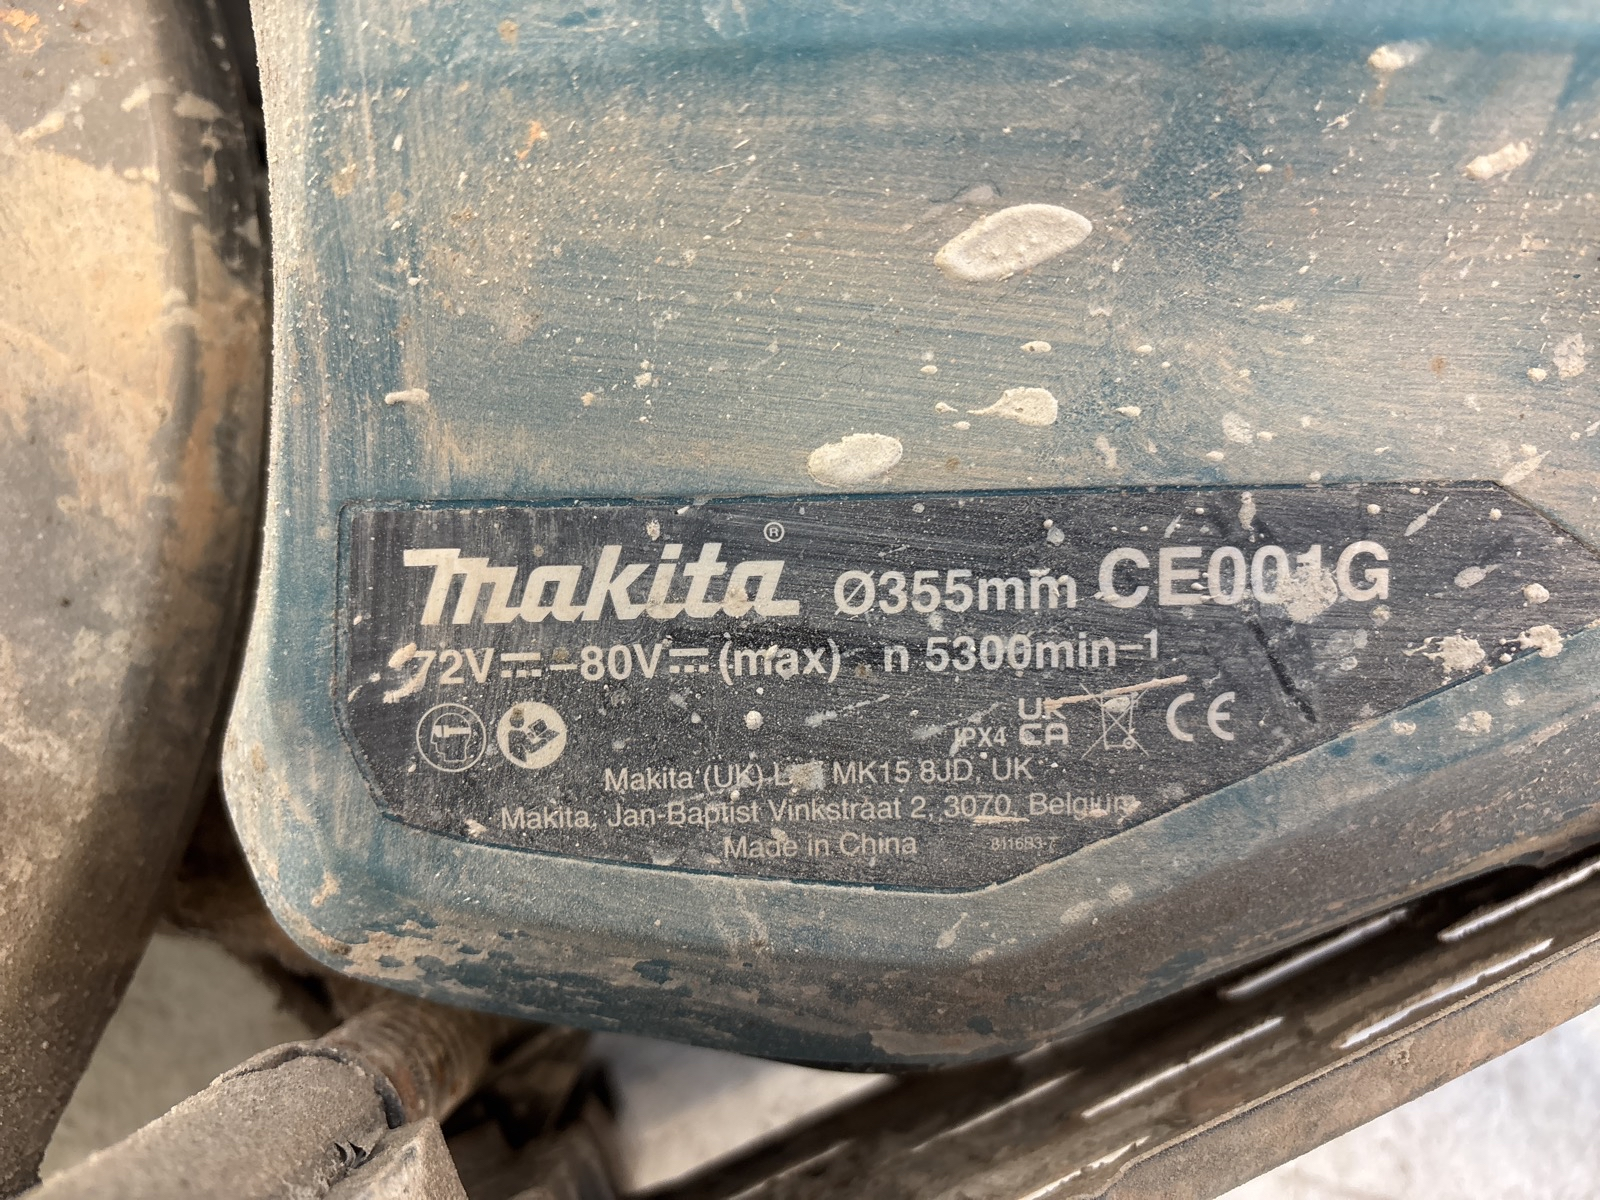 makita® Ø355mm CE001G
72V⎓–80V⎓(max) n 5300min⁻¹
IPX4 UK CA CE
Makita (UK) MK15 8JD, UK
Makita, Jan-Baptist Vinkstraat 2, 3070, Belgium
Made in China